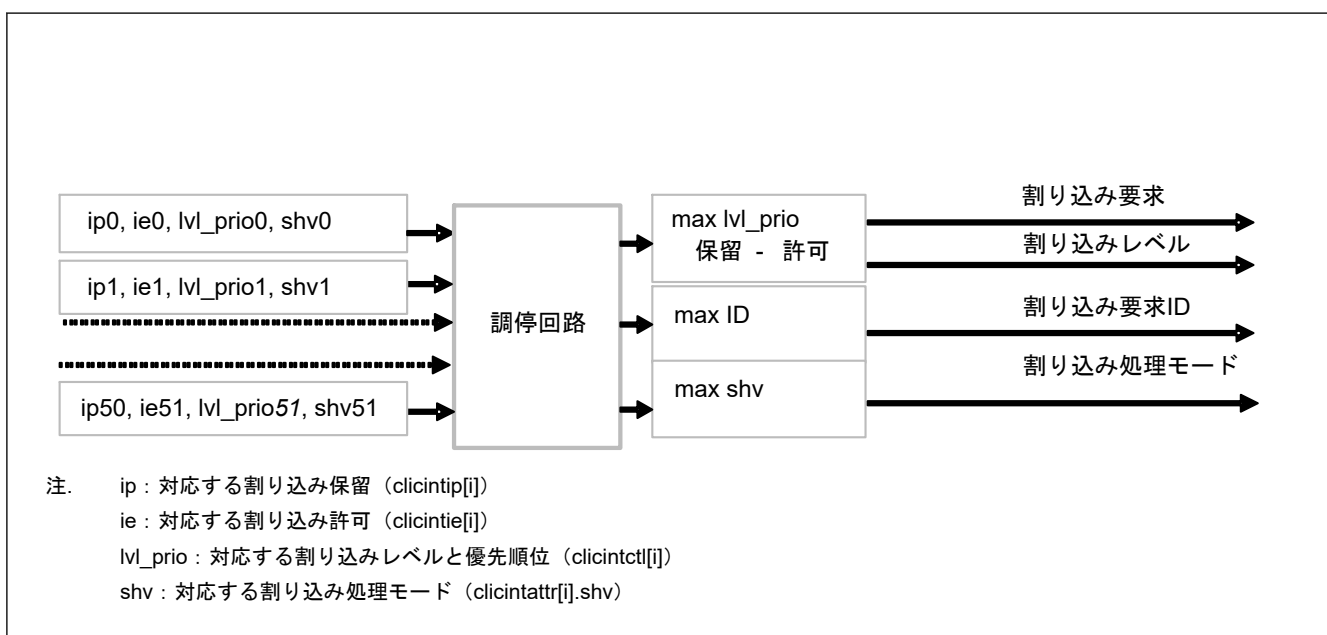 ip0, ie0, lvl_prio0, shv0
ip1, ie1, lvl_prio1, shv1
ip50, ie51, lvl_prio51, shv51
調停回路
max lvl_prio
保留 - 許可
max ID
max shv
割り込み要求
割り込みレベル
割り込み要求ID
割り込み処理モード
注. ip : 対応する割り込み保留（clicintip[i]）
ie : 対応する割り込み許可（clicintie[i]）
lvl_prio : 対応する割り込みレベルと優先順位（clicintctl[i]）
shv : 対応する割り込み処理モード（clicintattr[i].shv）